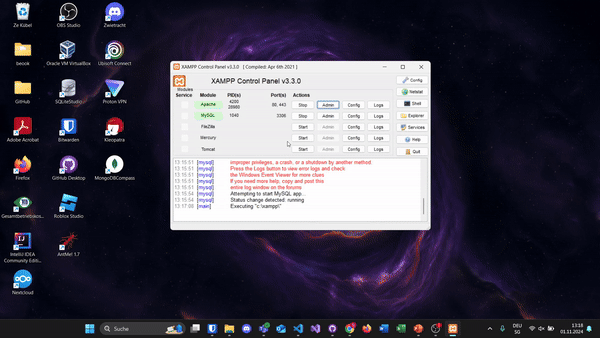 Ze Kübel
OBS Studio
Zwietracht
beook
Oracle VM VirtualBox
Ubisoft Connect
GitHub
SQLiteStudio
Proton VPN
Adobe Acrobat
Bitwarden
Kleopatra
Firefox
GitHub Desktop
MongoDBCompass
Gesamtbetriebskos...
Roblox Studio
IntelliJ IDEA
Community Editi...
AntMe! 1.7
Nextcloud
XAMPP Control Panel v3.3.0 [ Compiled: Apr 6th 2021 ]
XAMPP Control Panel v3.3.0
Config
Modules
Service Module PID(s) Port(s) Actions
Netstat
Apache 4200
28868 80, 443 Stop Admin Config Logs
Shell
MySQL 1040 3306 Stop Admin Config Logs
Explorer
FileZilla Start Admin Config Logs
Services
Mercury Start Admin Config Logs
Help
Tomcat Start Admin Config Logs
Quit
13:15:51 [mysql] improper privileges, a crash, or a shutdown by another method
13:15:51 [mysql] Press the Logs button to view error logs and check
13:15:51 [mysql] the Windows Event Viewer for more clues
13:15:51 [mysql] If you need more help, copy and post this
13:15:51 [mysql] entire log window on the forums
13:15:54 [mysql] Attempting to start MySQL app...
13:15:54 [mysql] Status change detected: running
13:17:08 [main] Executing "c:\xampp\"
Suche
DEU
SG
13:18
01.11.2024